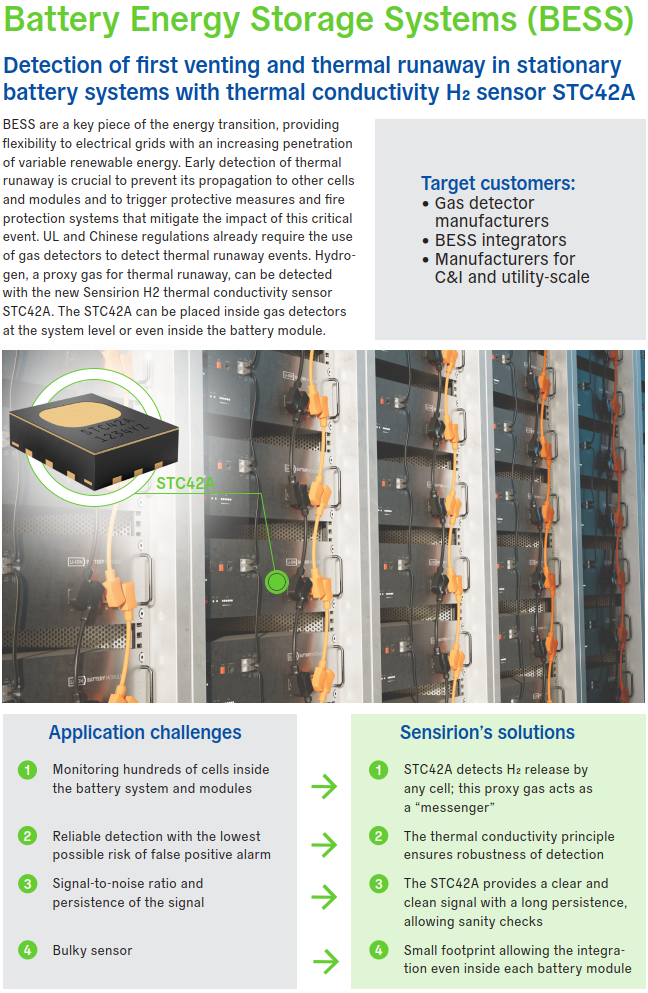 Battery Energy Storage Systems (BESS)
Detection of first venting and thermal runaway in stationary
battery systems with thermal conductivity H₂ sensor STC42A
BESS are a key piece of the energy transition, providing
flexibility to electrical grids with an increasing penetration
of variable renewable energy. Early detection of thermal
runaway is crucial to prevent its propagation to other cells
and modules and to trigger protective measures and fire
protection systems that mitigate the impact of this critical
event. UL and Chinese regulations already require the use
of gas detectors to detect thermal runaway events. Hydro-
gen, a proxy gas for thermal runaway, can be detected
with the new Sensirion H2 thermal conductivity sensor
STC42A. The STC42A can be placed inside gas detectors
at the system level or even inside the battery module.
Target customers:
• Gas detector
manufacturers
• BESS integrators
• Manufacturers for
C&I and utility-scale
STC42A
1234YZ
STC42A
BATTERY MODULE
Application challenges
1 Monitoring hundreds of cells inside
the battery system and modules
2 Reliable detection with the lowest
possible risk of false positive alarm
3 Signal-to-noise ratio and
persistence of the signal
4 Bulky sensor
Sensirion's solutions
1 STC42A detects H₂ release by
any cell; this proxy gas acts as
a “messenger”
2 The thermal conductivity principle
ensures robustness of detection
3 The STC42A provides a clear and
clean signal with a long persistence,
allowing sanity checks
4 Small footprint allowing the integra-
tion even inside each battery module